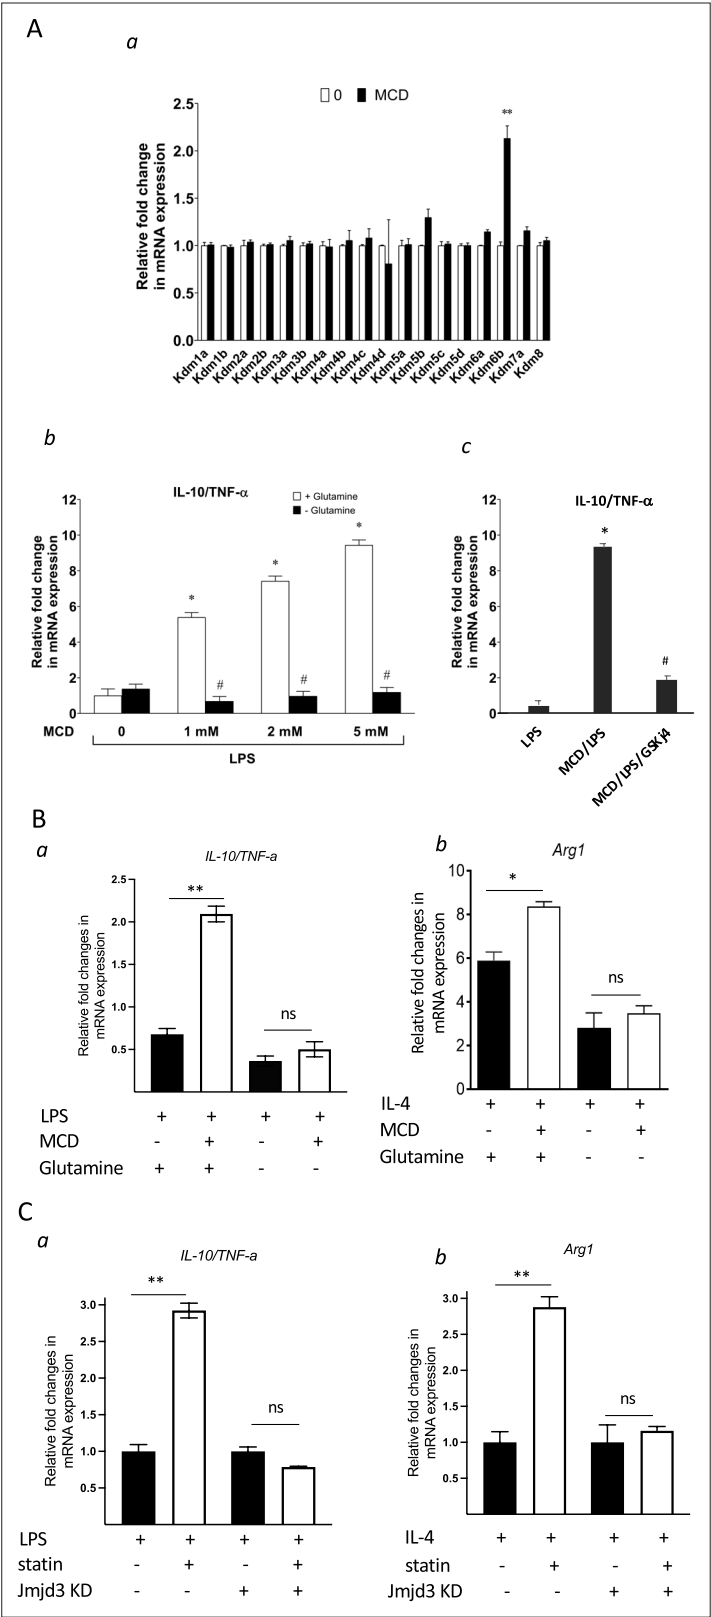 A
a
0 MCD
**
Relative fold change
in mRNA expression
2.5
2.0
1.5
1.0
0.5
0.0
Kdm1a Kdm1b Kdm2a Kdm2b Kdm3a Kdm3b Kdm4a Kdm4b Kdm4c Kdm4d Kdm5a Kdm5b Kdm5c Kdm5d Kdm6a Kdm6b Kdm7a Kdm8
b
IL-10/TNF-α
+ Glutamine
- Glutamine
Relative fold change
in mRNA expression
12
10
8
6
4
2
0
* * *
# # #
MCD 0 1 mM 2 mM 5 mM
LPS
c
IL-10/TNF-α
Relative fold change
in mRNA expression
12
10
8
6
4
2
0
*
#
LPS MCD/LPS MCD/LPS/GSKj4
B
a
IL-10/TNF-a
Relative fold changes in
mRNA expression
2.5
2.0
1.5
1.0
0.5
**
ns
LPS + + + +
MCD - + - +
Glutamine + + - -
b
Arg1
Relative fold changes in
mRNA expression
10
8
6
4
2
0
*
ns
IL-4 + + + +
MCD - + - +
Glutamine + + - -
C
a
IL-10/TNF-a
Relative fold changes in
mRNA expression
3.0
2.5
2.0
1.5
1.0
0.5
**
ns
LPS + + + +
statin - + - +
Jmjd3 KD - - + +
b
Arg1
Relative fold changes in
mRNA expression
3.0
2.5
2.0
1.5
1.0
0.5
**
ns
IL-4 + + + +
statin - + - +
Jmjd3 KD - - + +